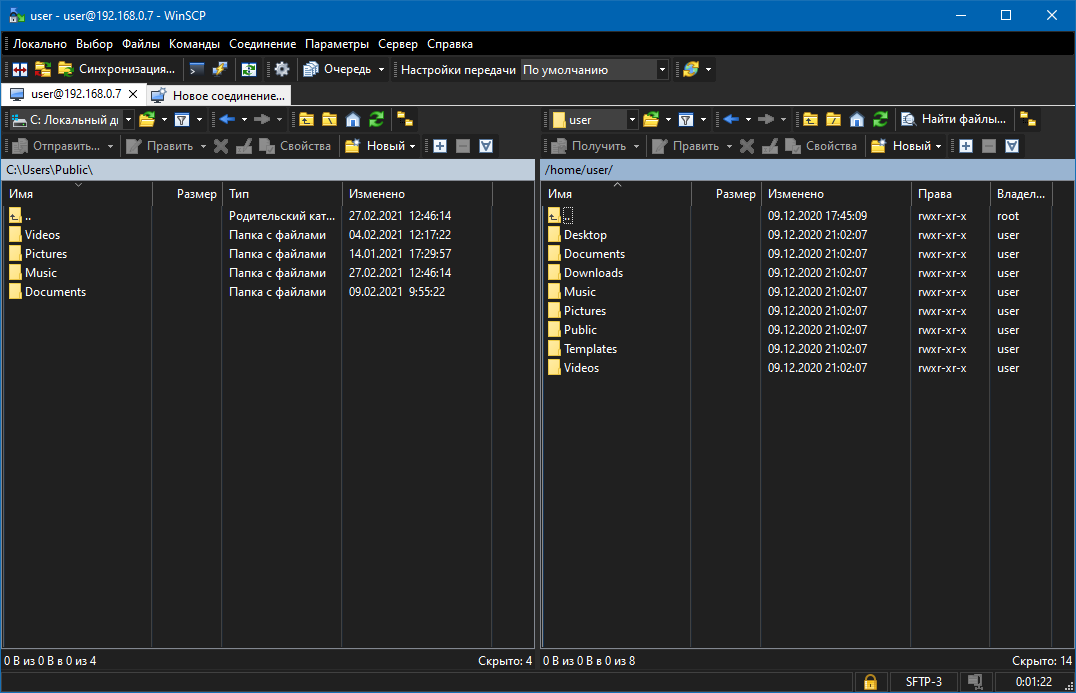 user - user@192.168.0.7 - WinSCP
Локально Выбор Файлы Команды Соединение Параметры Сервер Справка
Синхронизация... Очередь Настройки передачи По умолчанию
user@192.168.0.7 Новое соединение...
C: Локальный ди user Найти файлы...
Отправить... Править Свойства Новый Получить Править Свойства Новый
C:\Users\Public\ /home/user/
Имя Размер Тип Изменено Имя Размер Изменено Права Владел...
.. Родительский кат... 27.02.2021 12:46:14 .. 09.12.2020 17:45:09 rwxr-xr-x root
Videos Папка с файлами 04.02.2021 12:17:22 Desktop 09.12.2020 21:02:07 rwxr-xr-x user
Pictures Папка с файлами 14.01.2021 17:29:57 Documents 09.12.2020 21:02:07 rwxr-xr-x user
Music Папка с файлами 27.02.2021 12:46:14 Downloads 09.12.2020 21:02:07 rwxr-xr-x user
Documents Папка с файлами 09.02.2021 9:55:22 Music 09.12.2020 21:02:07 rwxr-xr-x user
Pictures 09.12.2020 21:02:07 rwxr-xr-x user
Public 09.12.2020 21:02:07 rwxr-xr-x user
Templates 09.12.2020 21:02:07 rwxr-xr-x user
Videos 09.12.2020 21:02:07 rwxr-xr-x user
0 B из 0 B в 0 из 4 Скрыто: 4 0 B из 0 B в 0 из 8 Скрыто: 14
SFTP-3 0:01:22